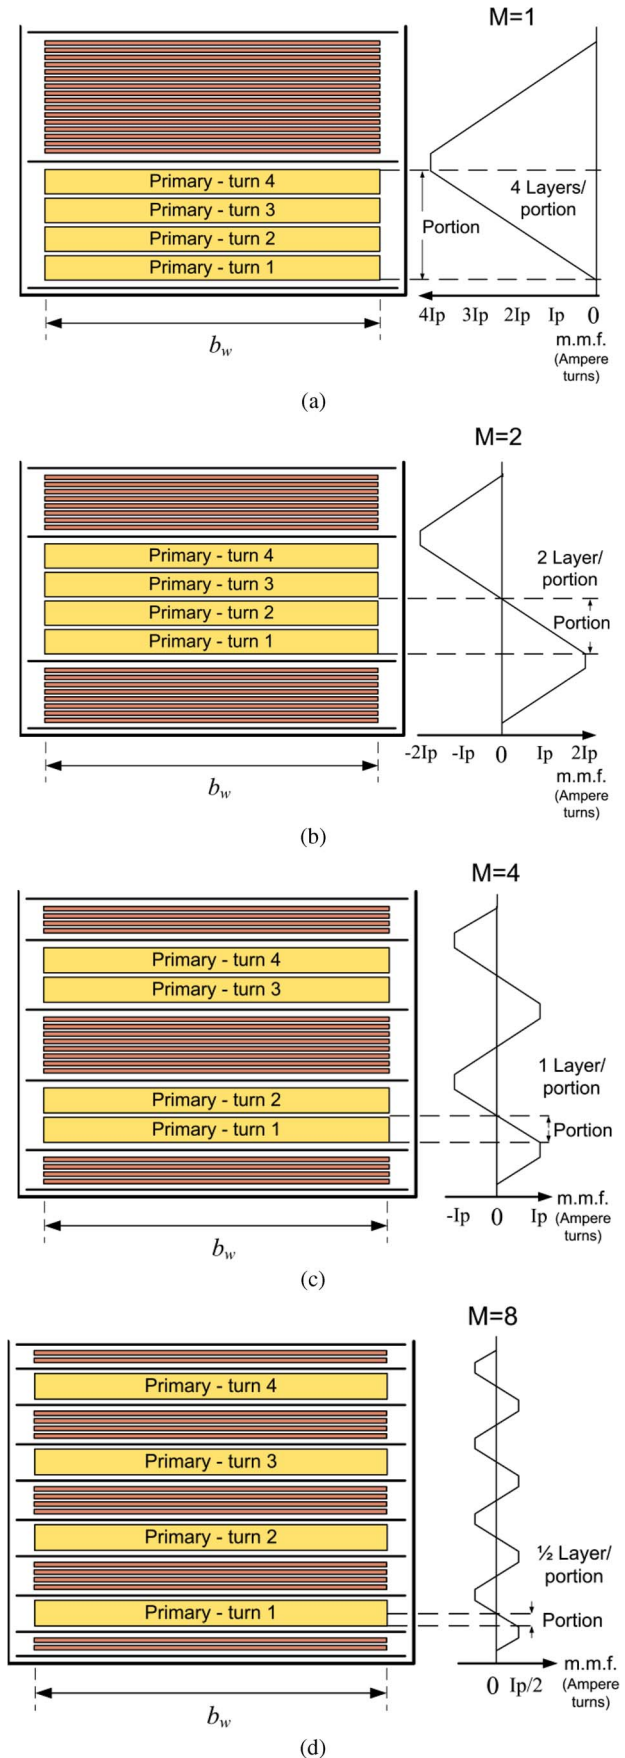 M=1
Primary - turn 4
Primary - turn 3
Primary - turn 2
Primary - turn 1
4 Layers/
portion
Portion
4Ip 3Ip 2Ip Ip 0
m.m.f.
(Ampere
turns)
bw
(a)
M=2
Primary - turn 4
Primary - turn 3
Primary - turn 2
Primary - turn 1
2 Layer/
portion
Portion
-2Ip -Ip 0 Ip 2Ip
m.m.f.
(Ampere
turns)
bw
(b)
M=4
Primary - turn 4
Primary - turn 3
Primary - turn 2
Primary - turn 1
1 Layer/
portion
Portion
-Ip 0 Ip
m.m.f.
(Ampere
turns)
bw
(c)
M=8
Primary - turn 4
Primary - turn 3
Primary - turn 2
Primary - turn 1
½ Layer/
portion
Portion
0 Ip/2
m.m.f.
(Ampere
turns)
bw
(d)